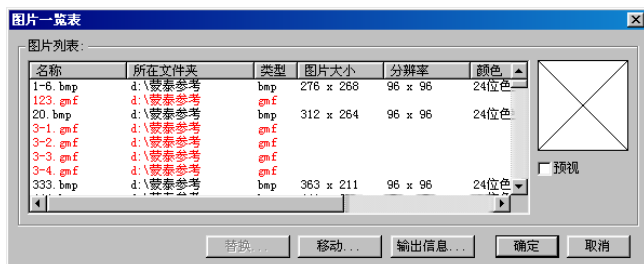 图片一览表
图片列表:
名称 所在文件夹 类型 图片大小 分辨率 颜色
1-6.bmp d:\蒙泰参考 bmp 276 x 268 96 x 96 24位色
123.gmf d:\蒙泰参考 gmf
20.bmp d:\蒙泰参考 bmp 312 x 264 96 x 96 24位色
3-1.gmf d:\蒙泰参考 gmf
3-2.gmf d:\蒙泰参考 gmf
3-3.gmf d:\蒙泰参考 gmf
3-4.gmf d:\蒙泰参考 gmf
333.bmp d:\蒙泰参考 bmp 363 x 211 96 x 96 24位色
预视
替换... 移动... 输出信息... 确定 取消